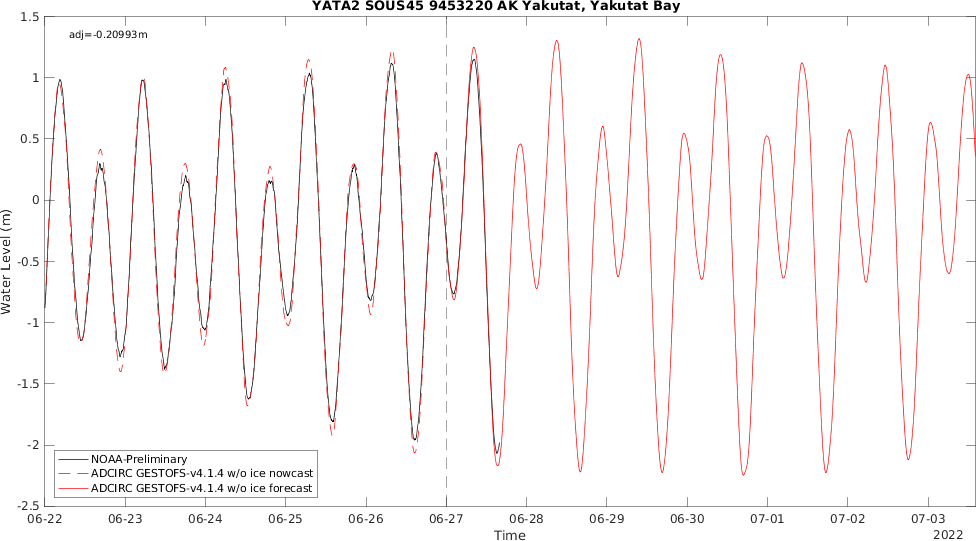 YATA2 SOUS45 9453220 AK Yakutat, Yakutat Bay
adj=-0.20993m
1.5
1
0.5
0
-0.5
-1
-1.5
-2
-2.5
Water Level (m)
NOAA-Preliminary
ADCIRC GESTOFS-v4.1.4 w/o ice nowcast
ADCIRC GESTOFS-v4.1.4 w/o ice forecast
06-22 06-23 06-24 06-25 06-26 06-27 06-28 06-29 06-30 07-01 07-02 07-03
Time
2022